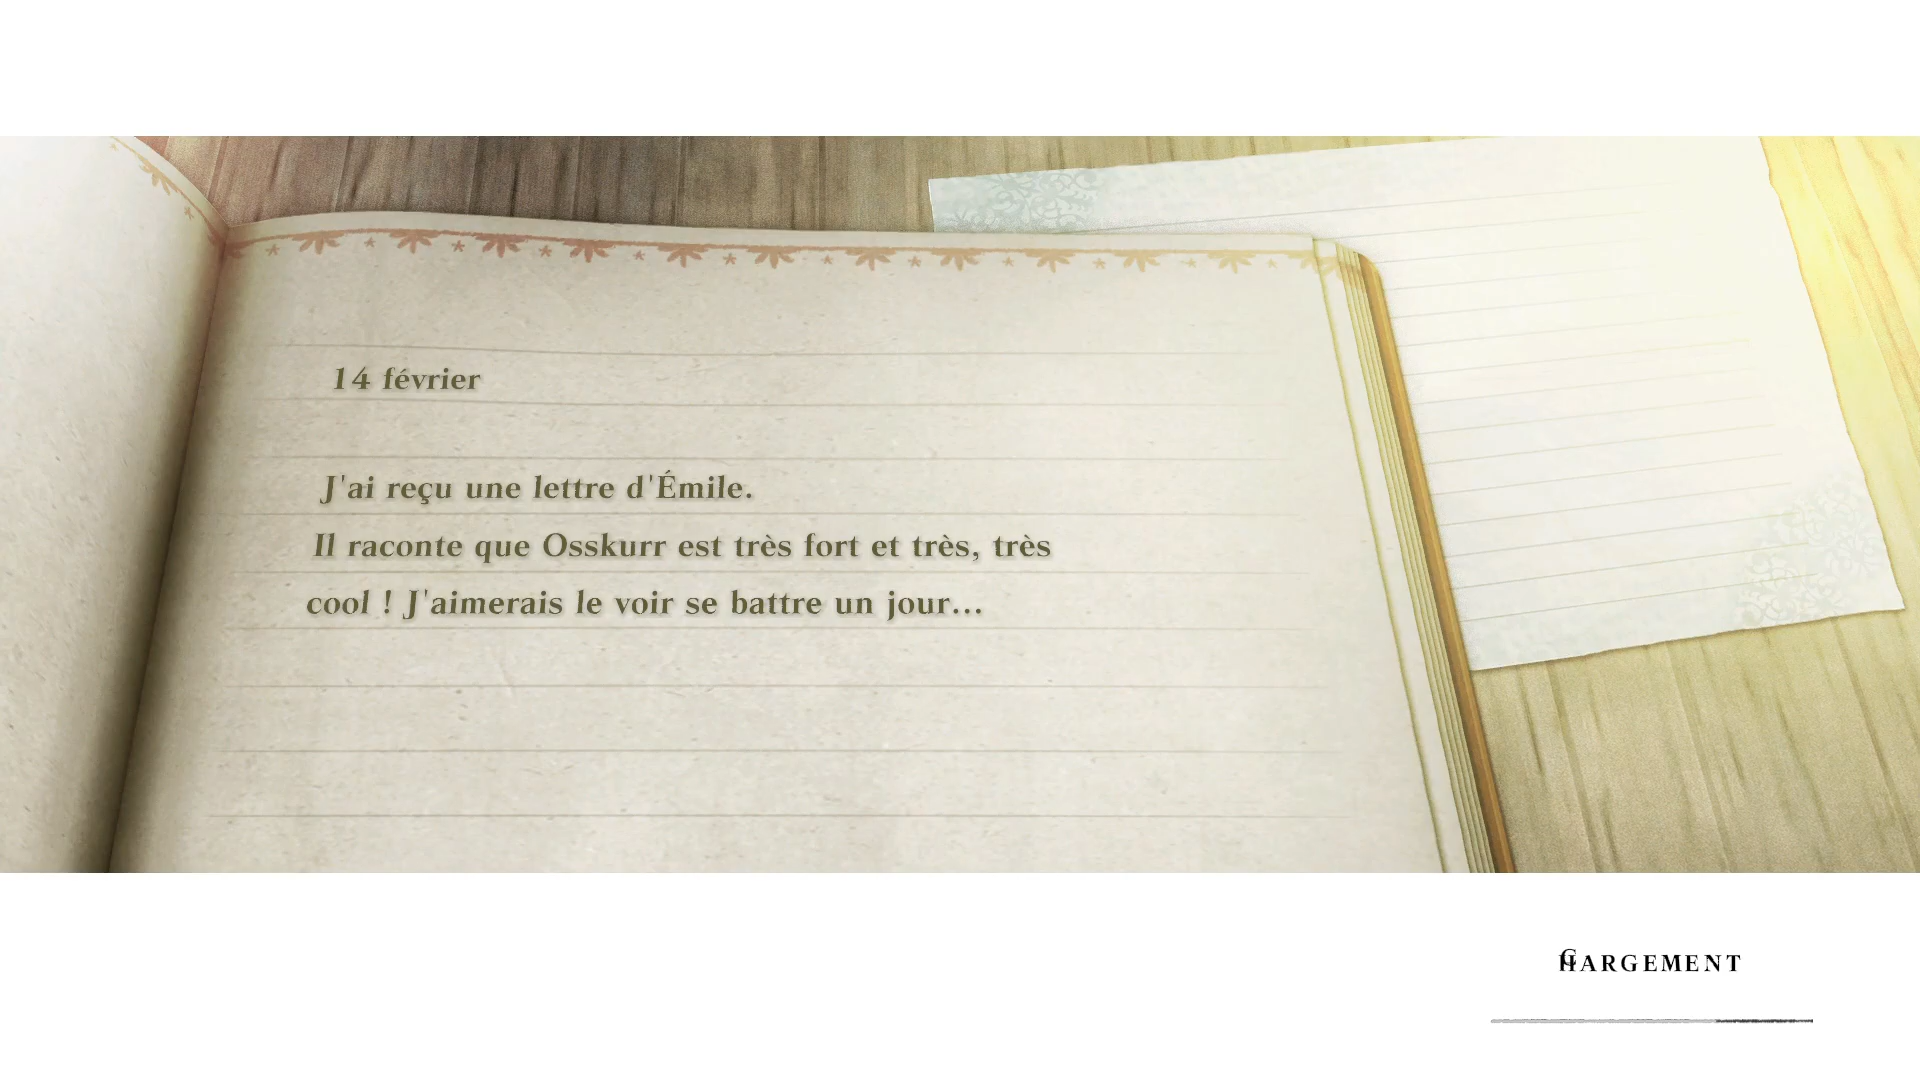 14 février
J'ai reçu une lettre d'Émile.
Il raconte que Osskurr est très fort et très, très
cool ! J'aimerais le voir se battre un jour...
CHARGEMENT